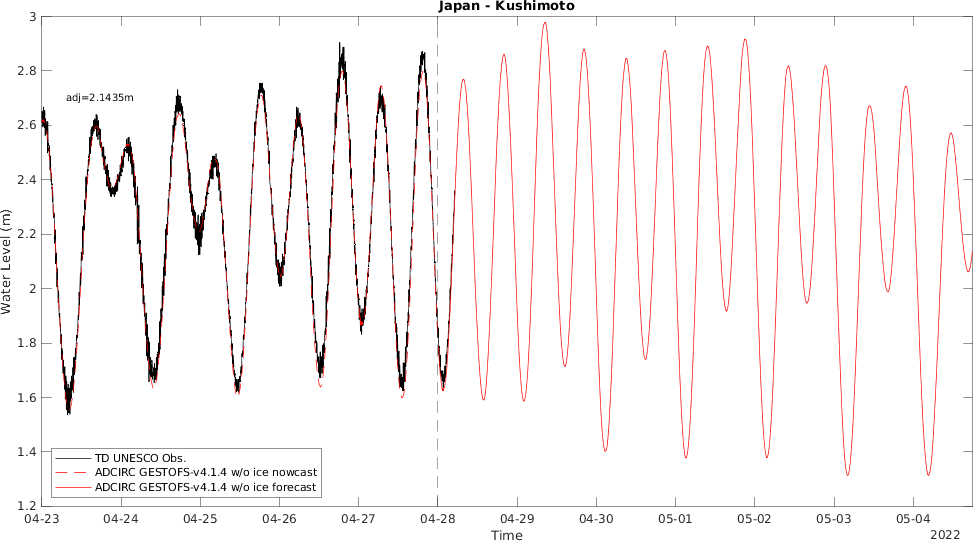 Japan - Kushimoto
3
2.8
adj=2.1435m
2.6
2.4
2.2
2
1.8
1.6
1.4
1.2
Water Level (m)
TD UNESCO Obs.
ADCIRC GESTOFS-v4.1.4 w/o ice nowcast
ADCIRC GESTOFS-v4.1.4 w/o ice forecast
04-23 04-24 04-25 04-26 04-27 04-28 04-29 04-30 05-01 05-02 05-03 05-04
Time
2022